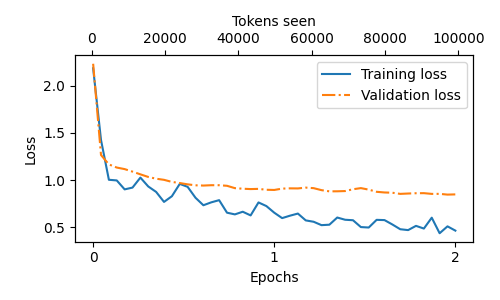 Tokens seen
0 20000 40000 60000 80000 100000
Training loss
Validation loss
2.0
1.5
1.0
0.5
Loss
0 1 2
Epochs